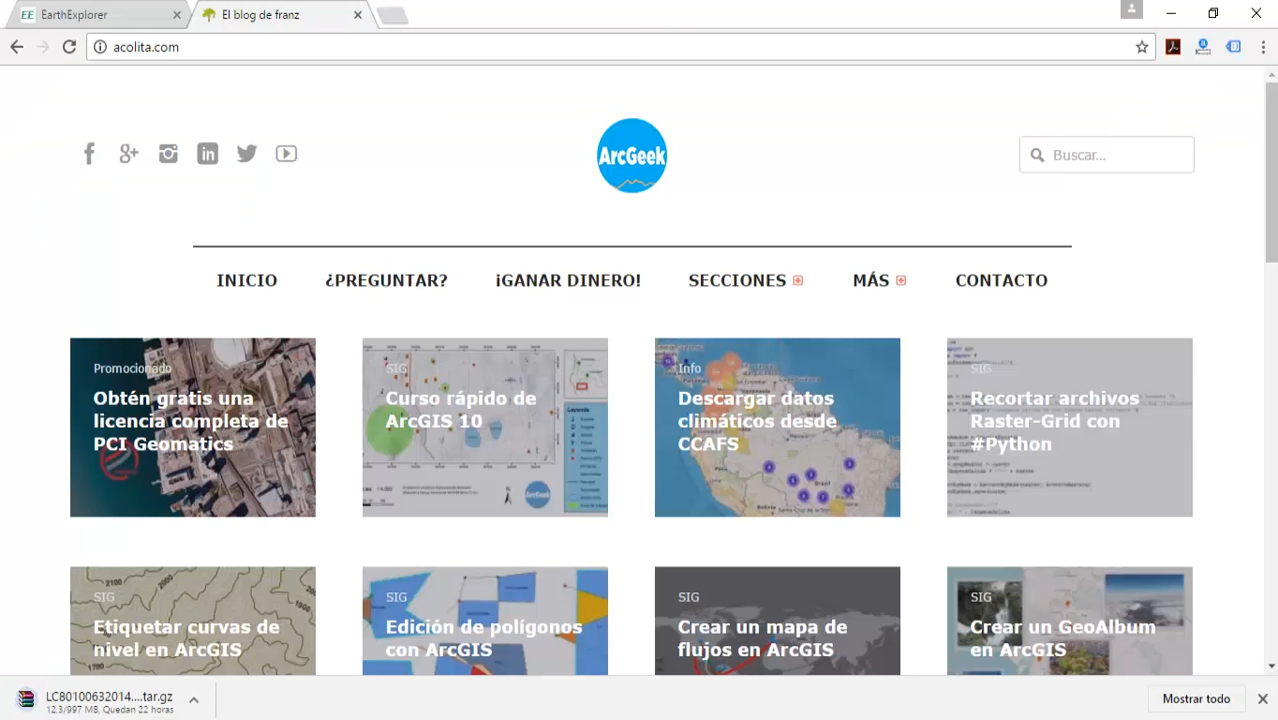 EE EarthExplorer
El blog de franz
acolita.com
ArcGeek
Buscar...
INICIO ¿PREGUNTAR? ¡GANAR DINERO! SECCIONES MÁS CONTACTO
Promocionado
Obtén gratis una
licencia completa de
PCI Geomatics
SIG
Curso rápido de
ArcGIS 10
Info
Descargar datos
climáticos desde
CCAFS
SIG
Recortar archivos
Raster-Grid con
#Python
SIG
Etiquetar curvas de
nivel en ArcGIS
SIG
Edición de polígonos
con ArcGIS
SIG
Crear un mapa de
flujos en ArcGIS
SIG
Crear un GeoAlbum
en ArcGIS
LC80100632014....tar.gz
12,3/997 MB, Quedan 22 horas
Mostrar todo